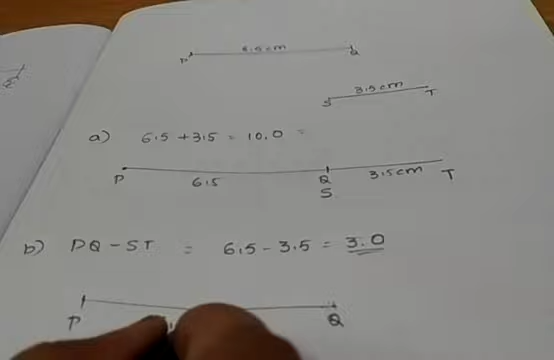 6.5cm
P Q
3.5cm
S T
a) 6.5 + 3.5 = 10.0 =
P 6.5 Q 3.5cm T
S
b) PQ - ST = 6.5 - 3.5 = 3.0
P Q